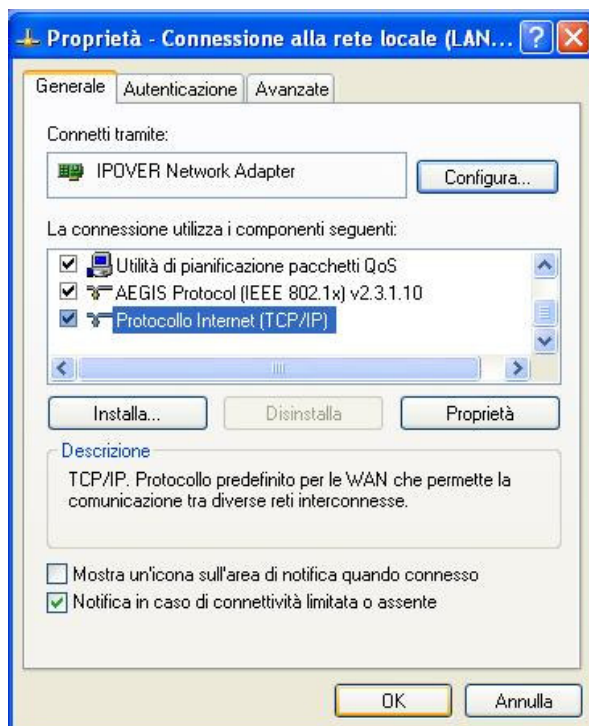 Proprietà - Connessione alla rete locale (LAN...
Generale Autenticazione Avanzate
Connetti tramite:
IPOVER Network Adapter Configura...
La connessione utilizza i componenti seguenti:
Utilità di pianificazione pacchetti QoS
AEGIS Protocol (IEEE 802.1x) v2.3.1.10
Protocollo Internet (TCP/IP)
Installa... Disinstalla Proprietà
Descrizione
TCP/IP. Protocollo predefinito per le WAN che permette la
comunicazione tra diverse reti interconnesse.
Mostra un'icona sull'area di notifica quando connesso
Notifica in caso di connettività limitata o assente
OK Annulla